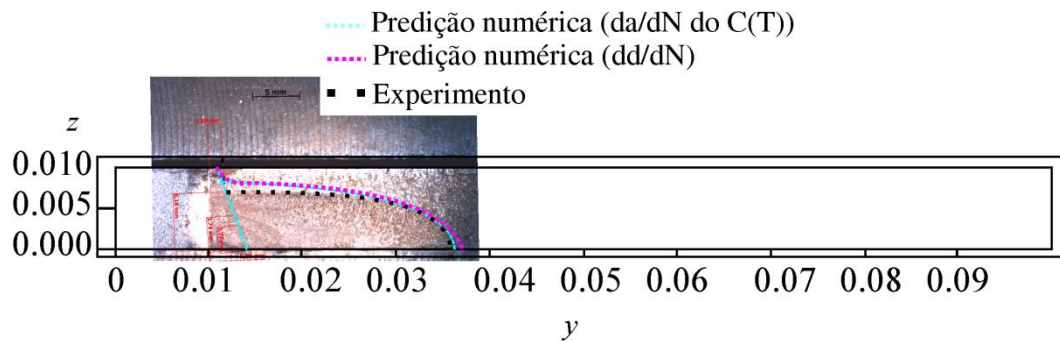 Predição numérica (da/dN do C(T))
Predição numérica (dd/dN)
Experimento
5 mm
z
0.010
0.005
0.000
0 0.01 0.02 0.03 0.04 0.05 0.06 0.07 0.08 0.09
y